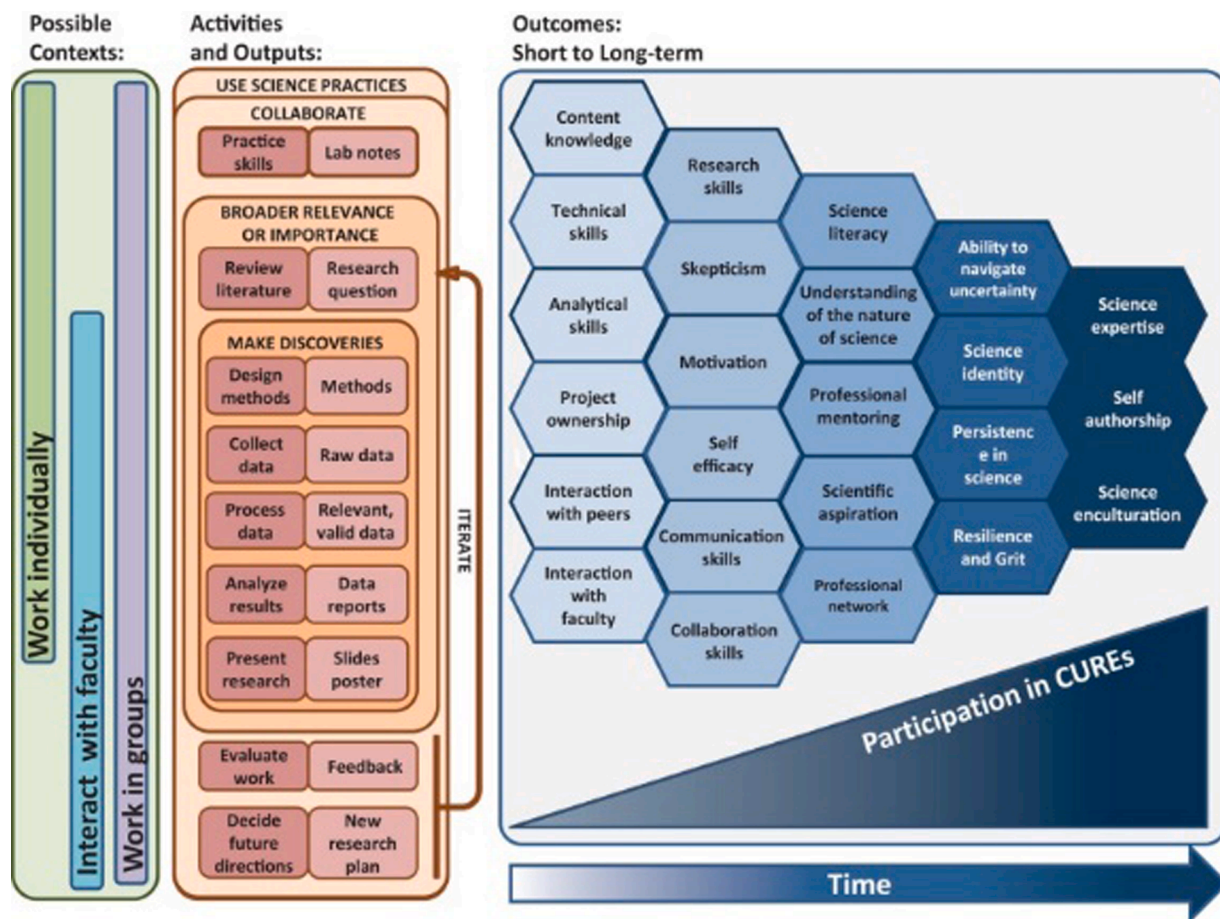 Possible
Contexts:
Work individually
Interact with faculty
Work in groups
Activities
and Outputs:
USE SCIENCE PRACTICES
COLLABORATE
Practice
skills
Lab notes
BROADER RELEVANCE
OR IMPORTANCE
Review
literature
Research
question
MAKE DISCOVERIES
Design
methods
Methods
Collect
data
Raw data
Process
data
Relevant,
valid data
Analyze
results
Data
reports
Present
research
Slides
poster
Evaluate
work
Feedback
Decide
future
directions
New
research
plan
ITERATE
Outcomes:
Short to Long-term
Content
knowledge
Technical
skills
Analytical
skills
Project
ownership
Interaction
with peers
Interaction
with
faculty
Research
skills
Skepticism
Motivation
Self
efficacy
Communication
skills
Collaboration
skills
Science
literacy
Understanding
of the nature
of science
Professional
mentoring
Scientific
aspiration
Professional
network
Ability to
navigate
uncertainty
Science
identity
Persistenc
e in
science
Resilience
and Grit
Science
expertise
Self
authorship
Science
enculturation
Participation in CUREs
Time